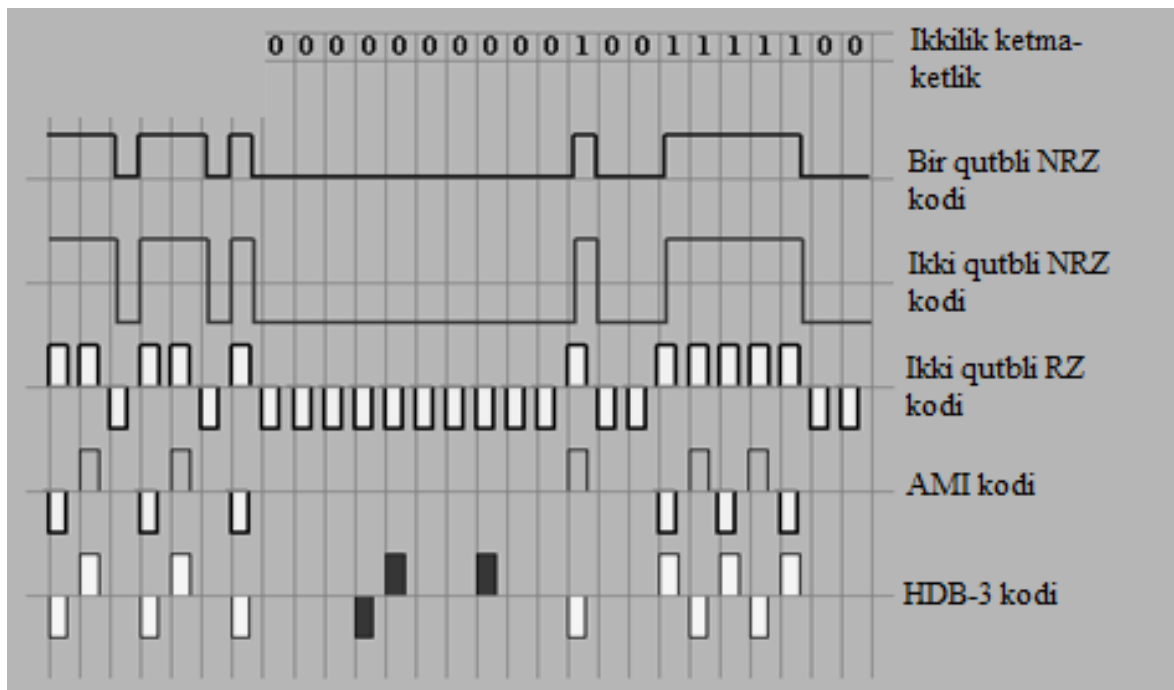 0 0 0 0 0 0 0 0 0 0 1 0 0 1 1 1 1 1 0 0
Ikkilik ketma-
ketlik
Bir qutbli NRZ
kodi
Ikki qutbli NRZ
kodi
Ikki qutbli RZ
kodi
AMI kodi
HDB-3 kodi